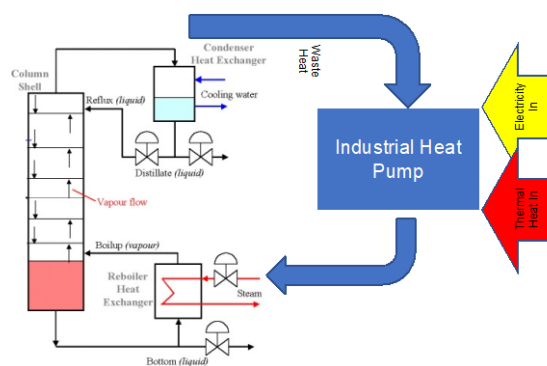 Condenser
Heat Exchanger
Column
Shell
Reflux (liquid)
Cooling water
Distillate (liquid)
Vapour flow
Boilup (vapour)
Reboiler
Heat
Exchanger
Steam
Bottom (liquid)
Waste
Heat
Industrial Heat
Pump
Electricity
In
Thermal
Heat In